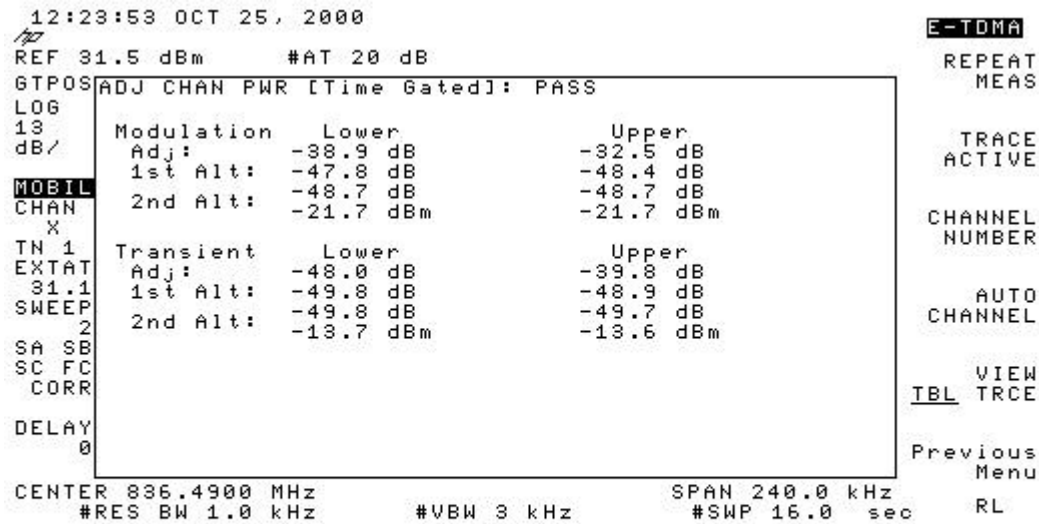 12:23:53 OCT 25, 2000
hp
E-TDMA
REF 31.5 dBm #AT 20 dB
REPEAT
MEAS
GTPOS
LOG
13
dB/
MOBIL
CHAN
X
TN 1
EXTAT
31.1
SWEEP
2
SA SB
SC FC
CORR
DELAY
0
ADJ CHAN PWR [Time Gated]: PASS
Modulation Lower Upper
Adj: -38.9 dB -32.5 dB
1st Alt: -47.8 dB -48.4 dB
2nd Alt: -48.7 dB -48.7 dB
-21.7 dBm -21.7 dBm
Transient Lower Upper
Adj: -48.0 dB -39.8 dB
1st Alt: -49.8 dB -48.9 dB
2nd Alt: -49.8 dB -49.7 dB
-13.7 dBm -13.6 dBm
TRACE
ACTIVE
CHANNEL
NUMBER
AUTO
CHANNEL
VIEW
TBL TRCE
Previous
Menu
RL
CENTER 836.4900 MHz SPAN 240.0 kHz
#RES BW 1.0 kHz #VBW 3 kHz #SWP 16.0 sec